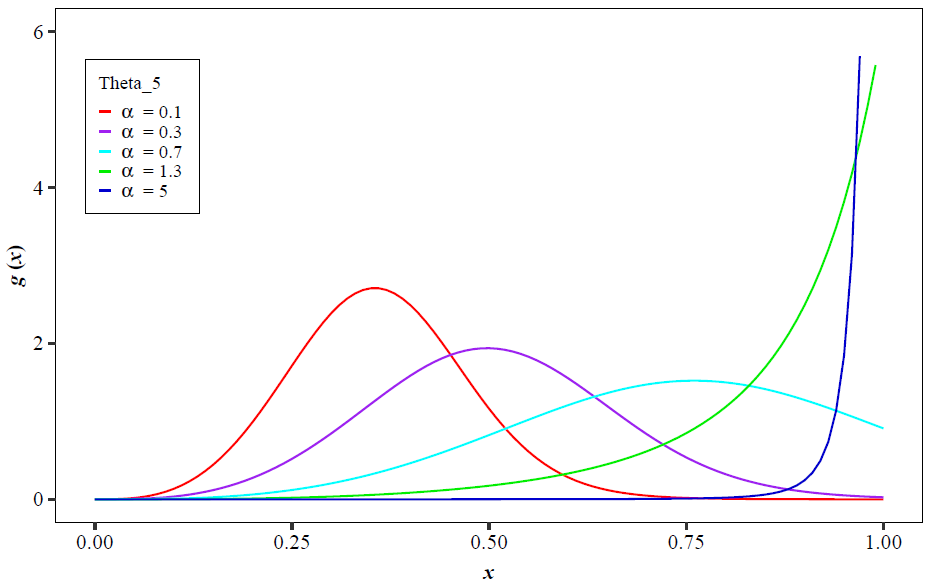 6
4
2
0
g (x)
Theta_5
α = 0.1
α = 0.3
α = 0.7
α = 1.3
α = 5
0.00 0.25 0.50 0.75 1.00
x